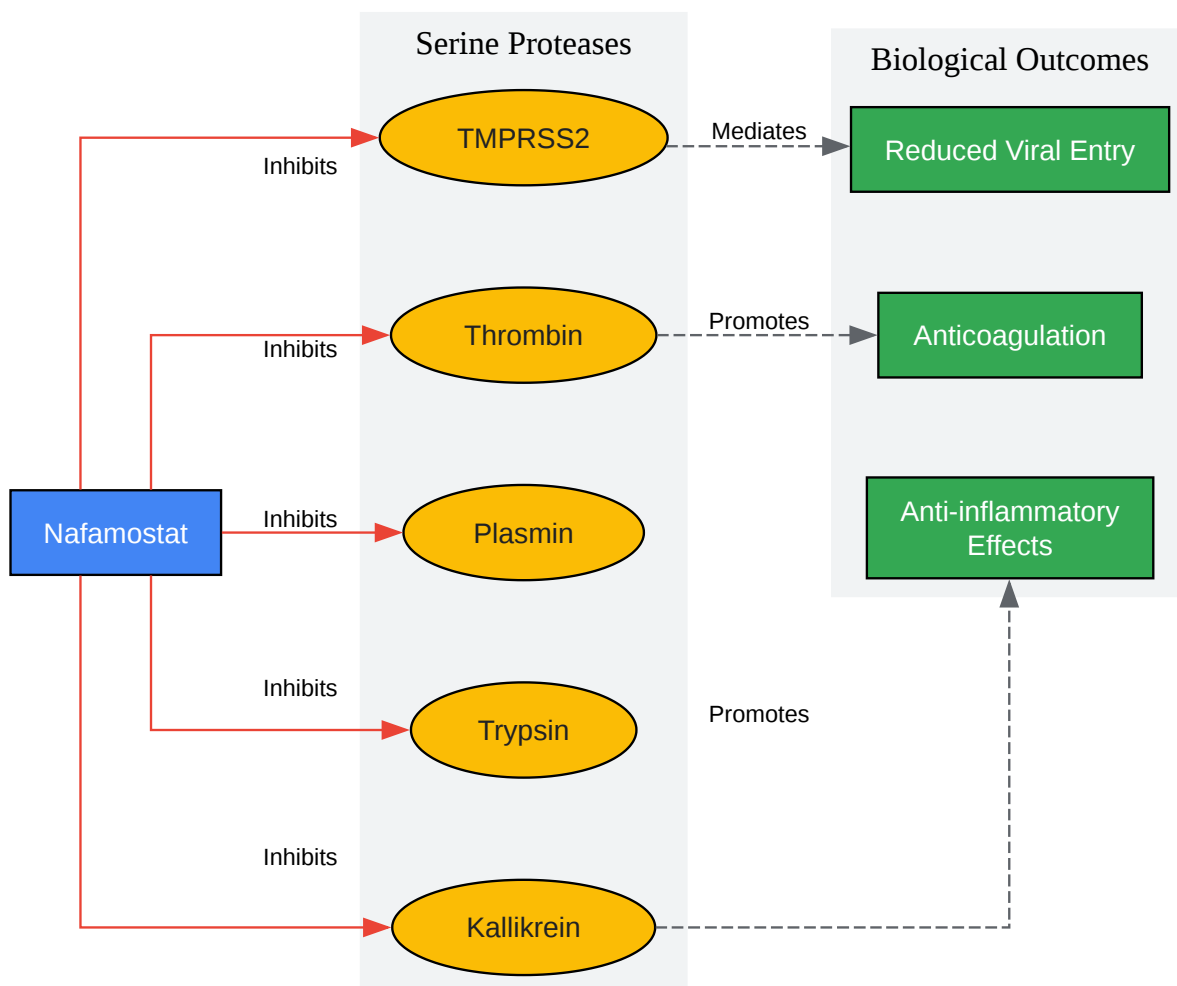 Serine Proteases
Biological Outcomes
TMPRSS2
Mediates
Reduced Viral Entry
Inhibits
Thrombin
Promotes
Anticoagulation
Inhibits
Nafamostat
Inhibits
Plasmin
Anti-inflammatory
Effects
Inhibits
Trypsin
Promotes
Inhibits
Kallikrein